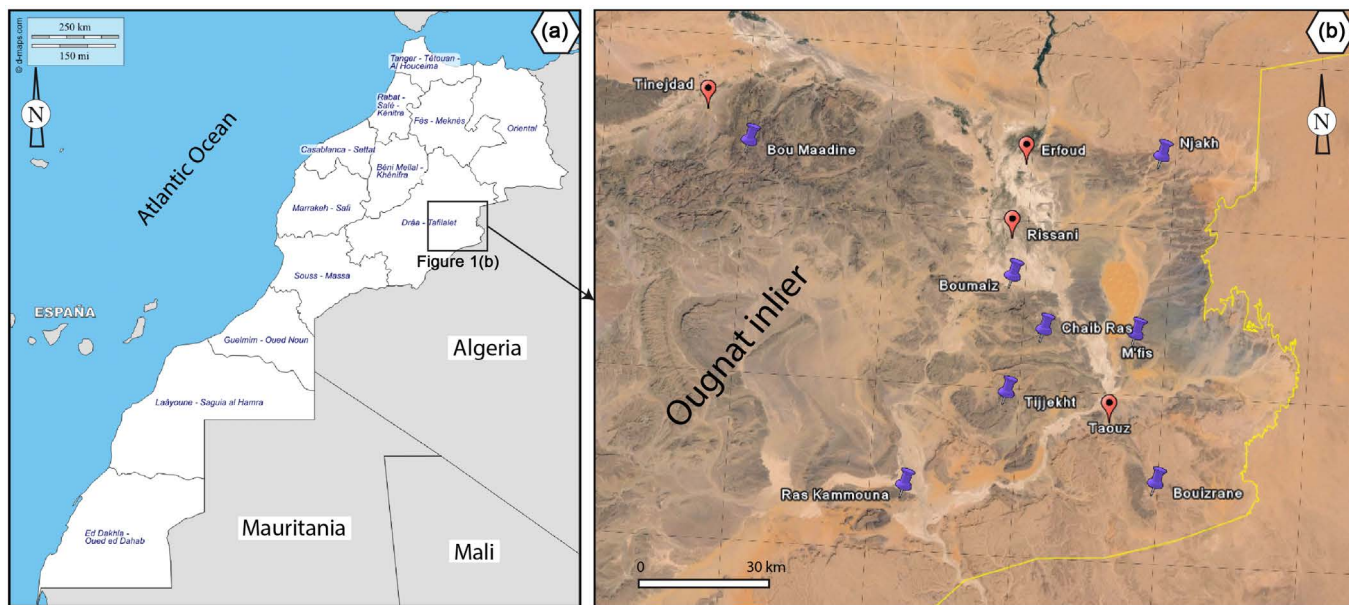 © d-maps.com
250 km
150 mi
N
(a)
Tanger - Tétouan -
Al Houceima
Rabat -
Salé -
Kénitra
Fès - Meknès
Oriental
Casablanca - Settat
Béni Mellal -
Khénifra
Marrakeh - Safi
Drâa - Tafilalet
Figure 1(b)
Souss - Massa
Atlantic Ocean
ESPAÑA
Guelmim - Oued Noun
Algeria
Laâyoune - Saguia al Hamra
Mauritania
Mali
Ed Dakhla -
Oued ed Dahab
(b)
N
Tinejdad
Bou Maadine
Erfoud
Njakh
Rissani
Boumaiz
Chaib Ras
M'fis
Ougnat inlier
Tijjekht
Taouz
Ras Kammouna
Bouizrane
0 30 km